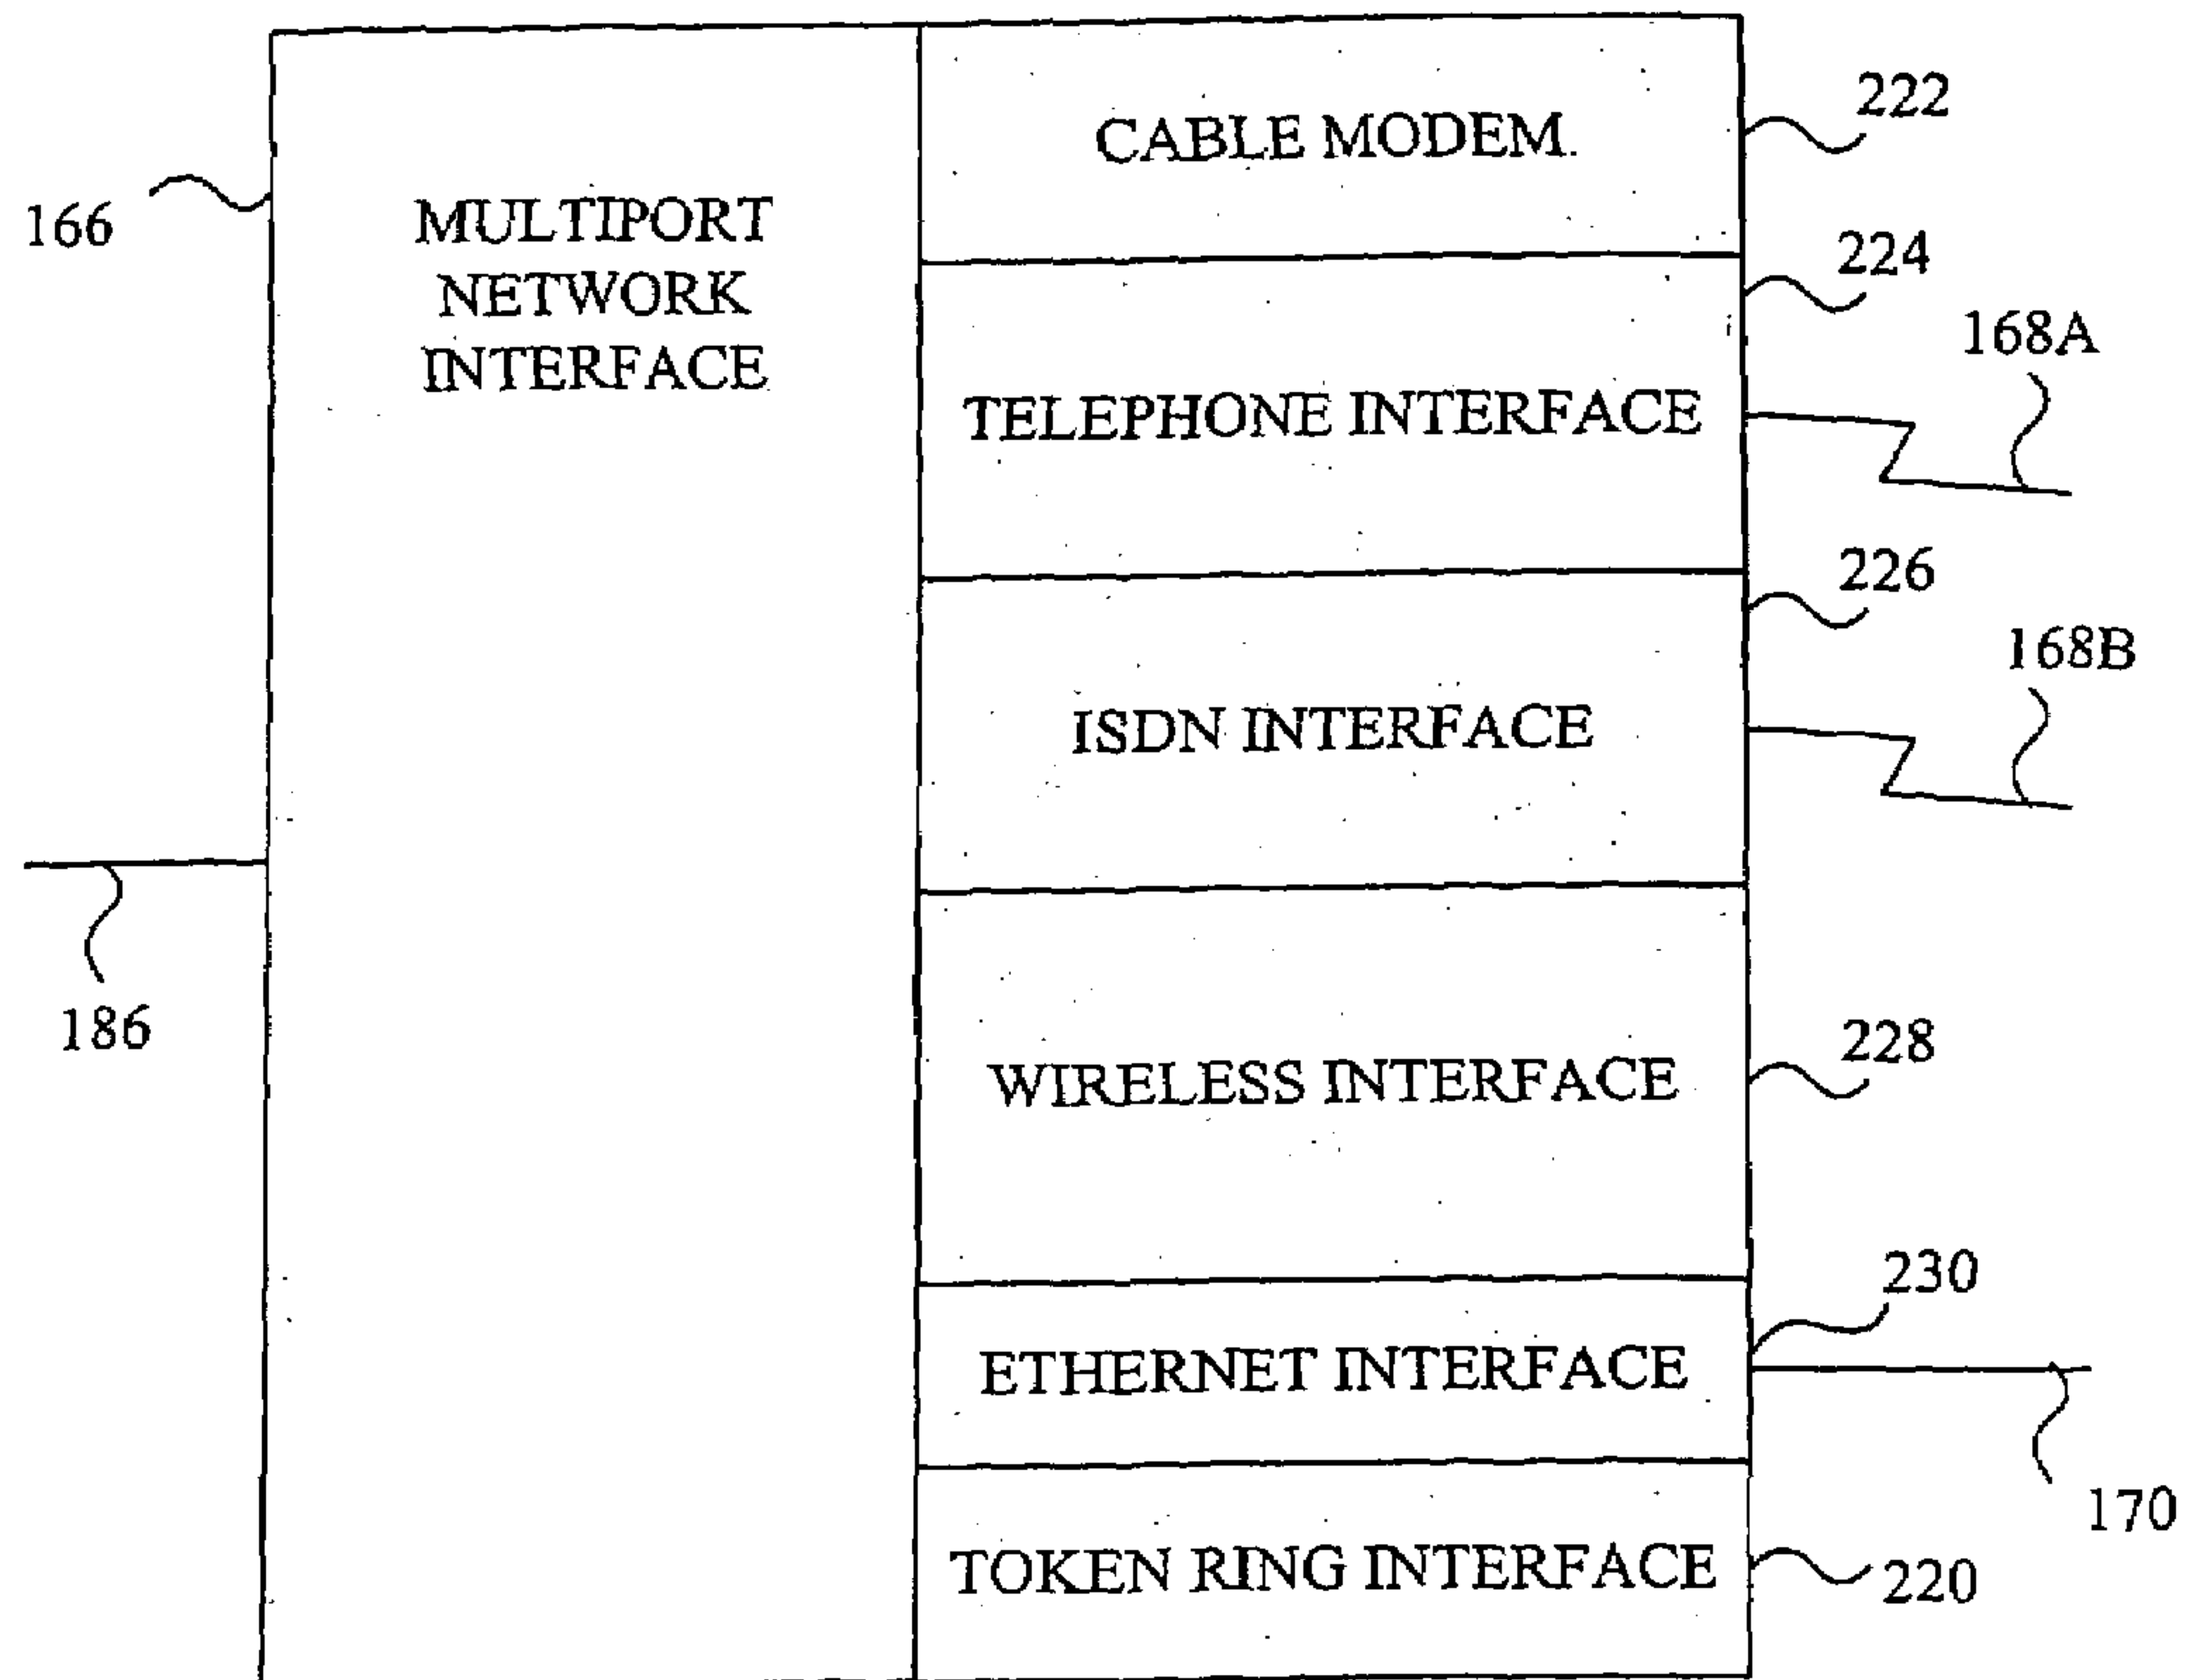 166
MULTIPORT
NETWORK
INTERFACE
186
CABLE MODEM.
222
224
TELEPHONE INTERFACE
168A
226
ISDN INTERFACE
168B
WIRELESS INTERFACE
228
230
ETHERNET INTERFACE
170
TOKEN RING INTERFACE
220